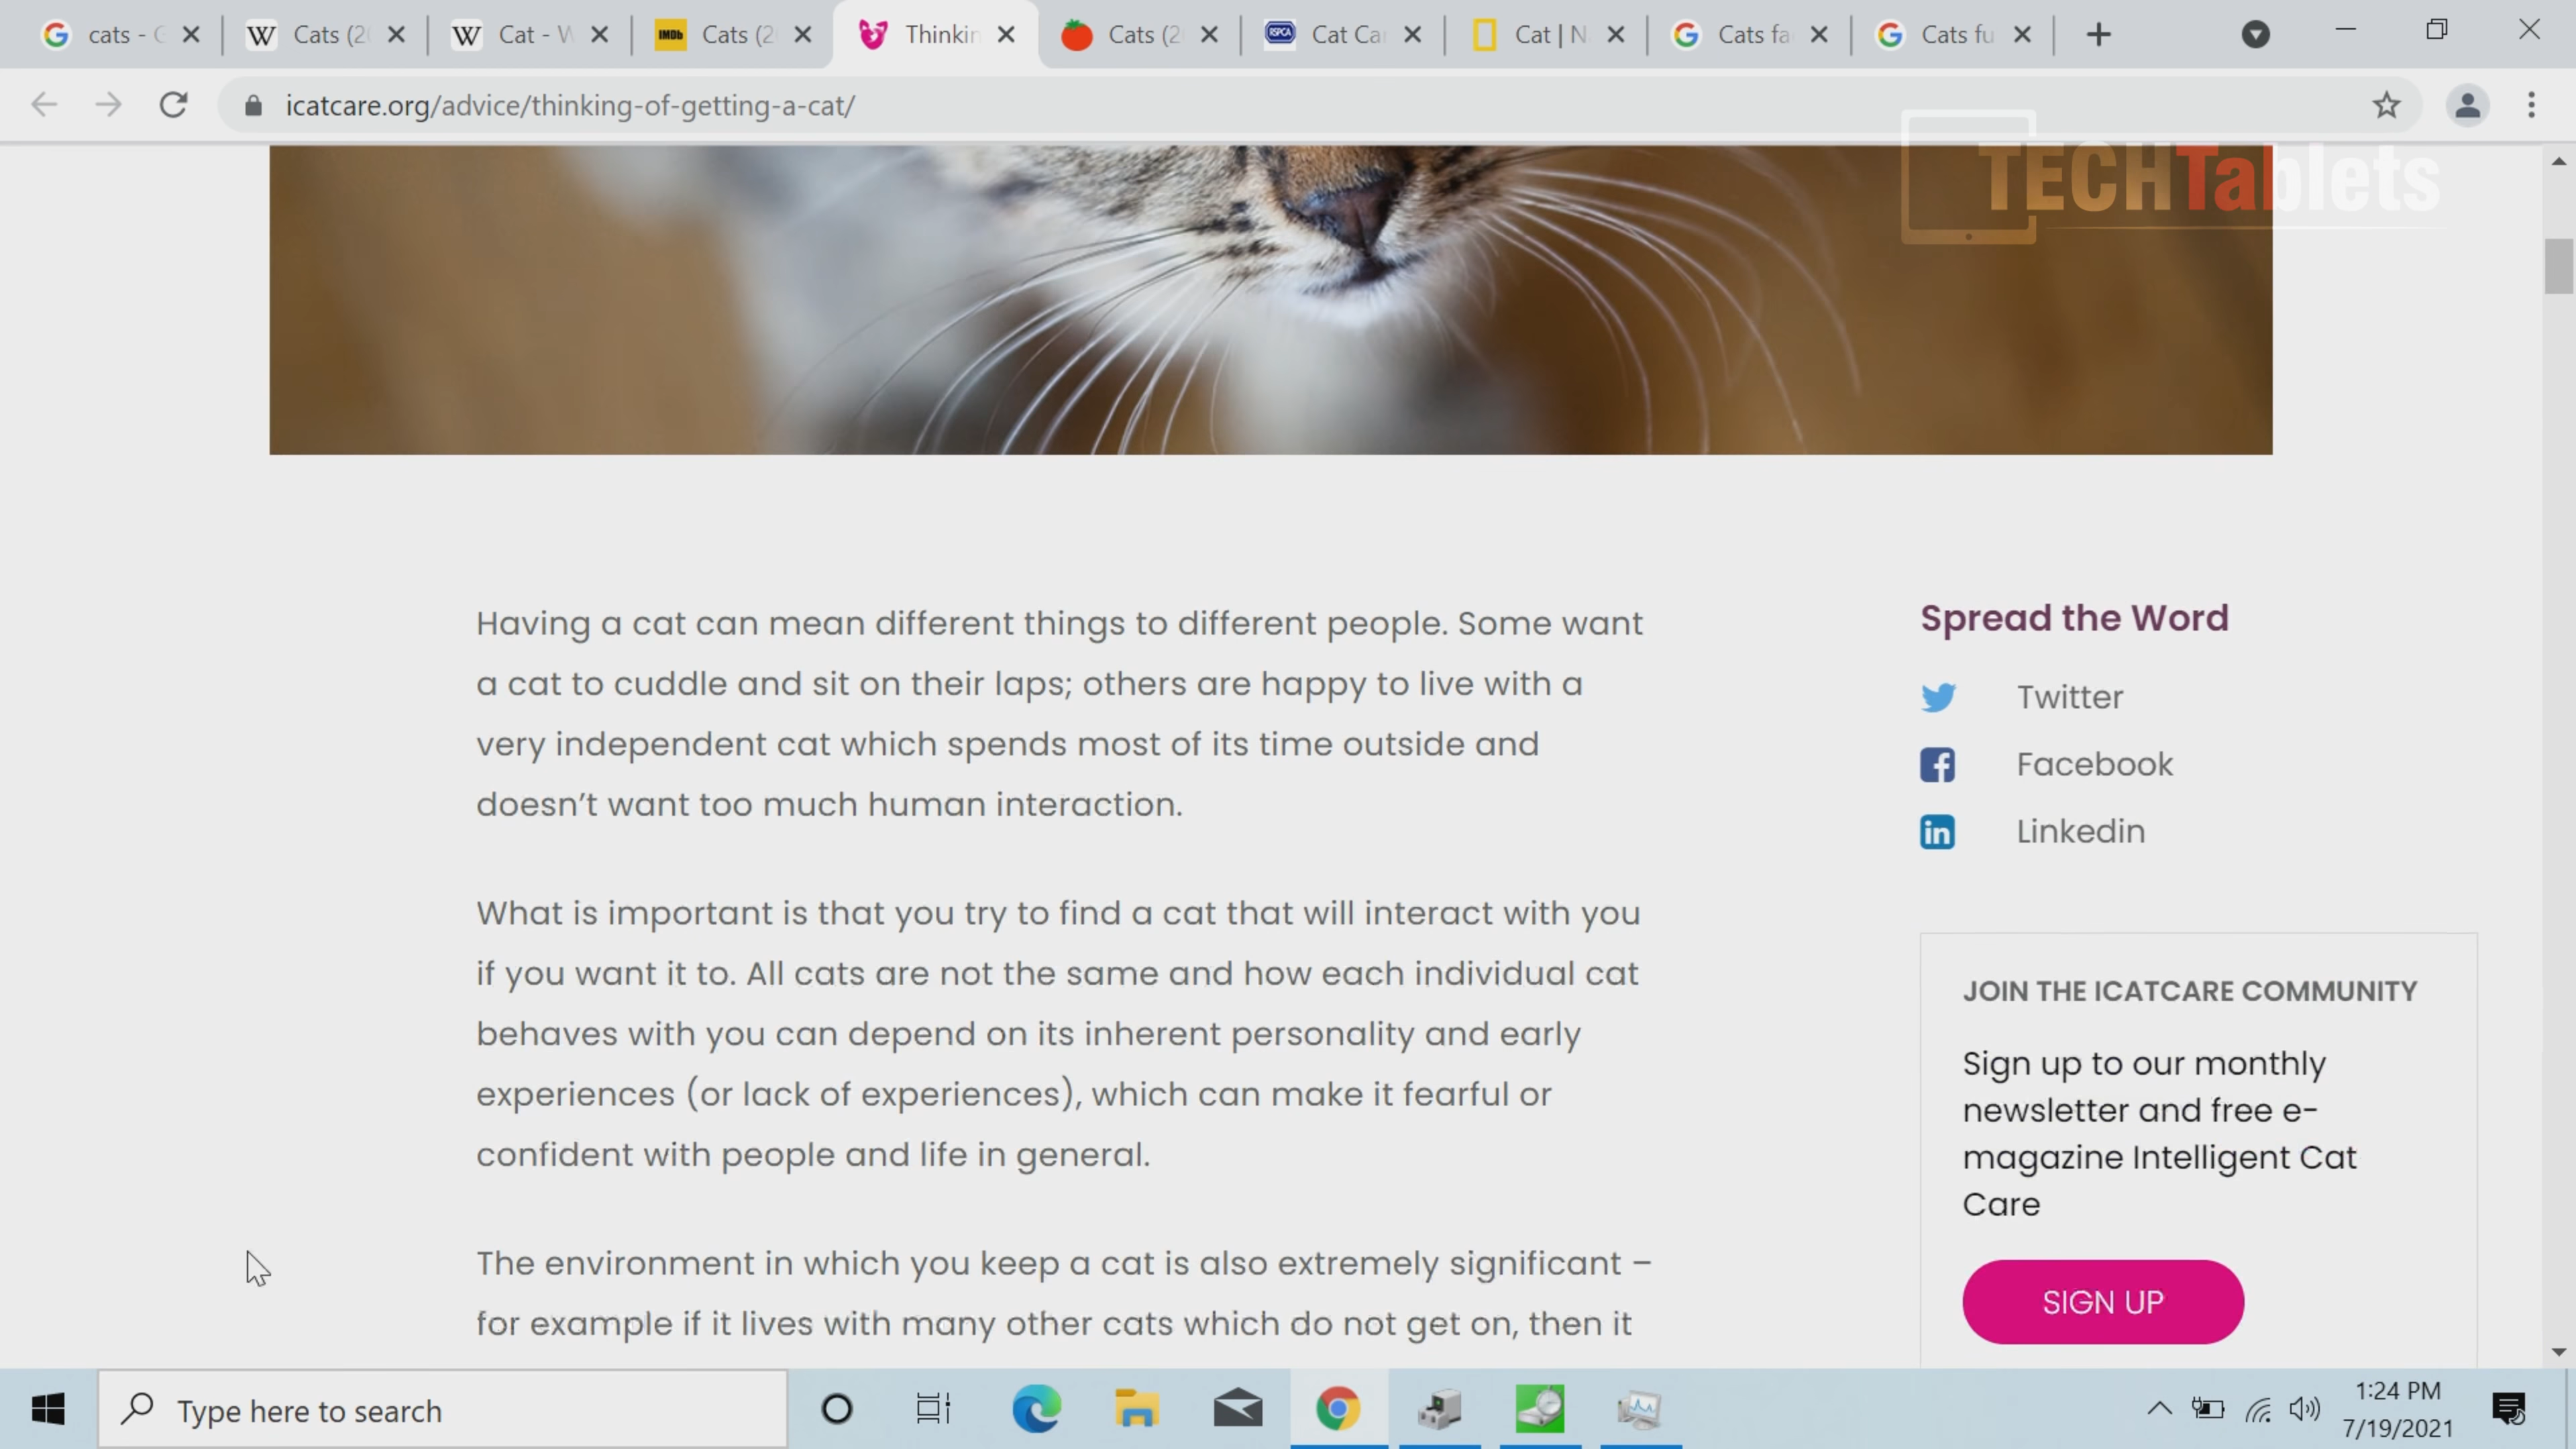 cats - G
Cats (2
Cat - W
IMDb
Cats (2
Thinkin
Cats (2
RSPCA
Cat Ca
Cat | N
Cats fa
Cats fu
icatcare.org/advice/thinking-of-getting-a-cat/
TECHTablets
Having a cat can mean different things to different people. Some want
a cat to cuddle and sit on their laps; others are happy to live with a
very independent cat which spends most of its time outside and
doesn't want too much human interaction.
What is important is that you try to find a cat that will interact with you
if you want it to. All cats are not the same and how each individual cat
behaves with you can depend on its inherent personality and early
experiences (or lack of experiences), which can make it fearful or
confident with people and life in general.
The environment in which you keep a cat is also extremely significant –
for example if it lives with many other cats which do not get on, then it
Spread the Word
Twitter
Facebook
Linkedin
JOIN THE ICATCARE COMMUNITY
Sign up to our monthly
newsletter and free e-
magazine Intelligent Cat
Care
SIGN UP
Type here to search
1:24 PM
7/19/2021